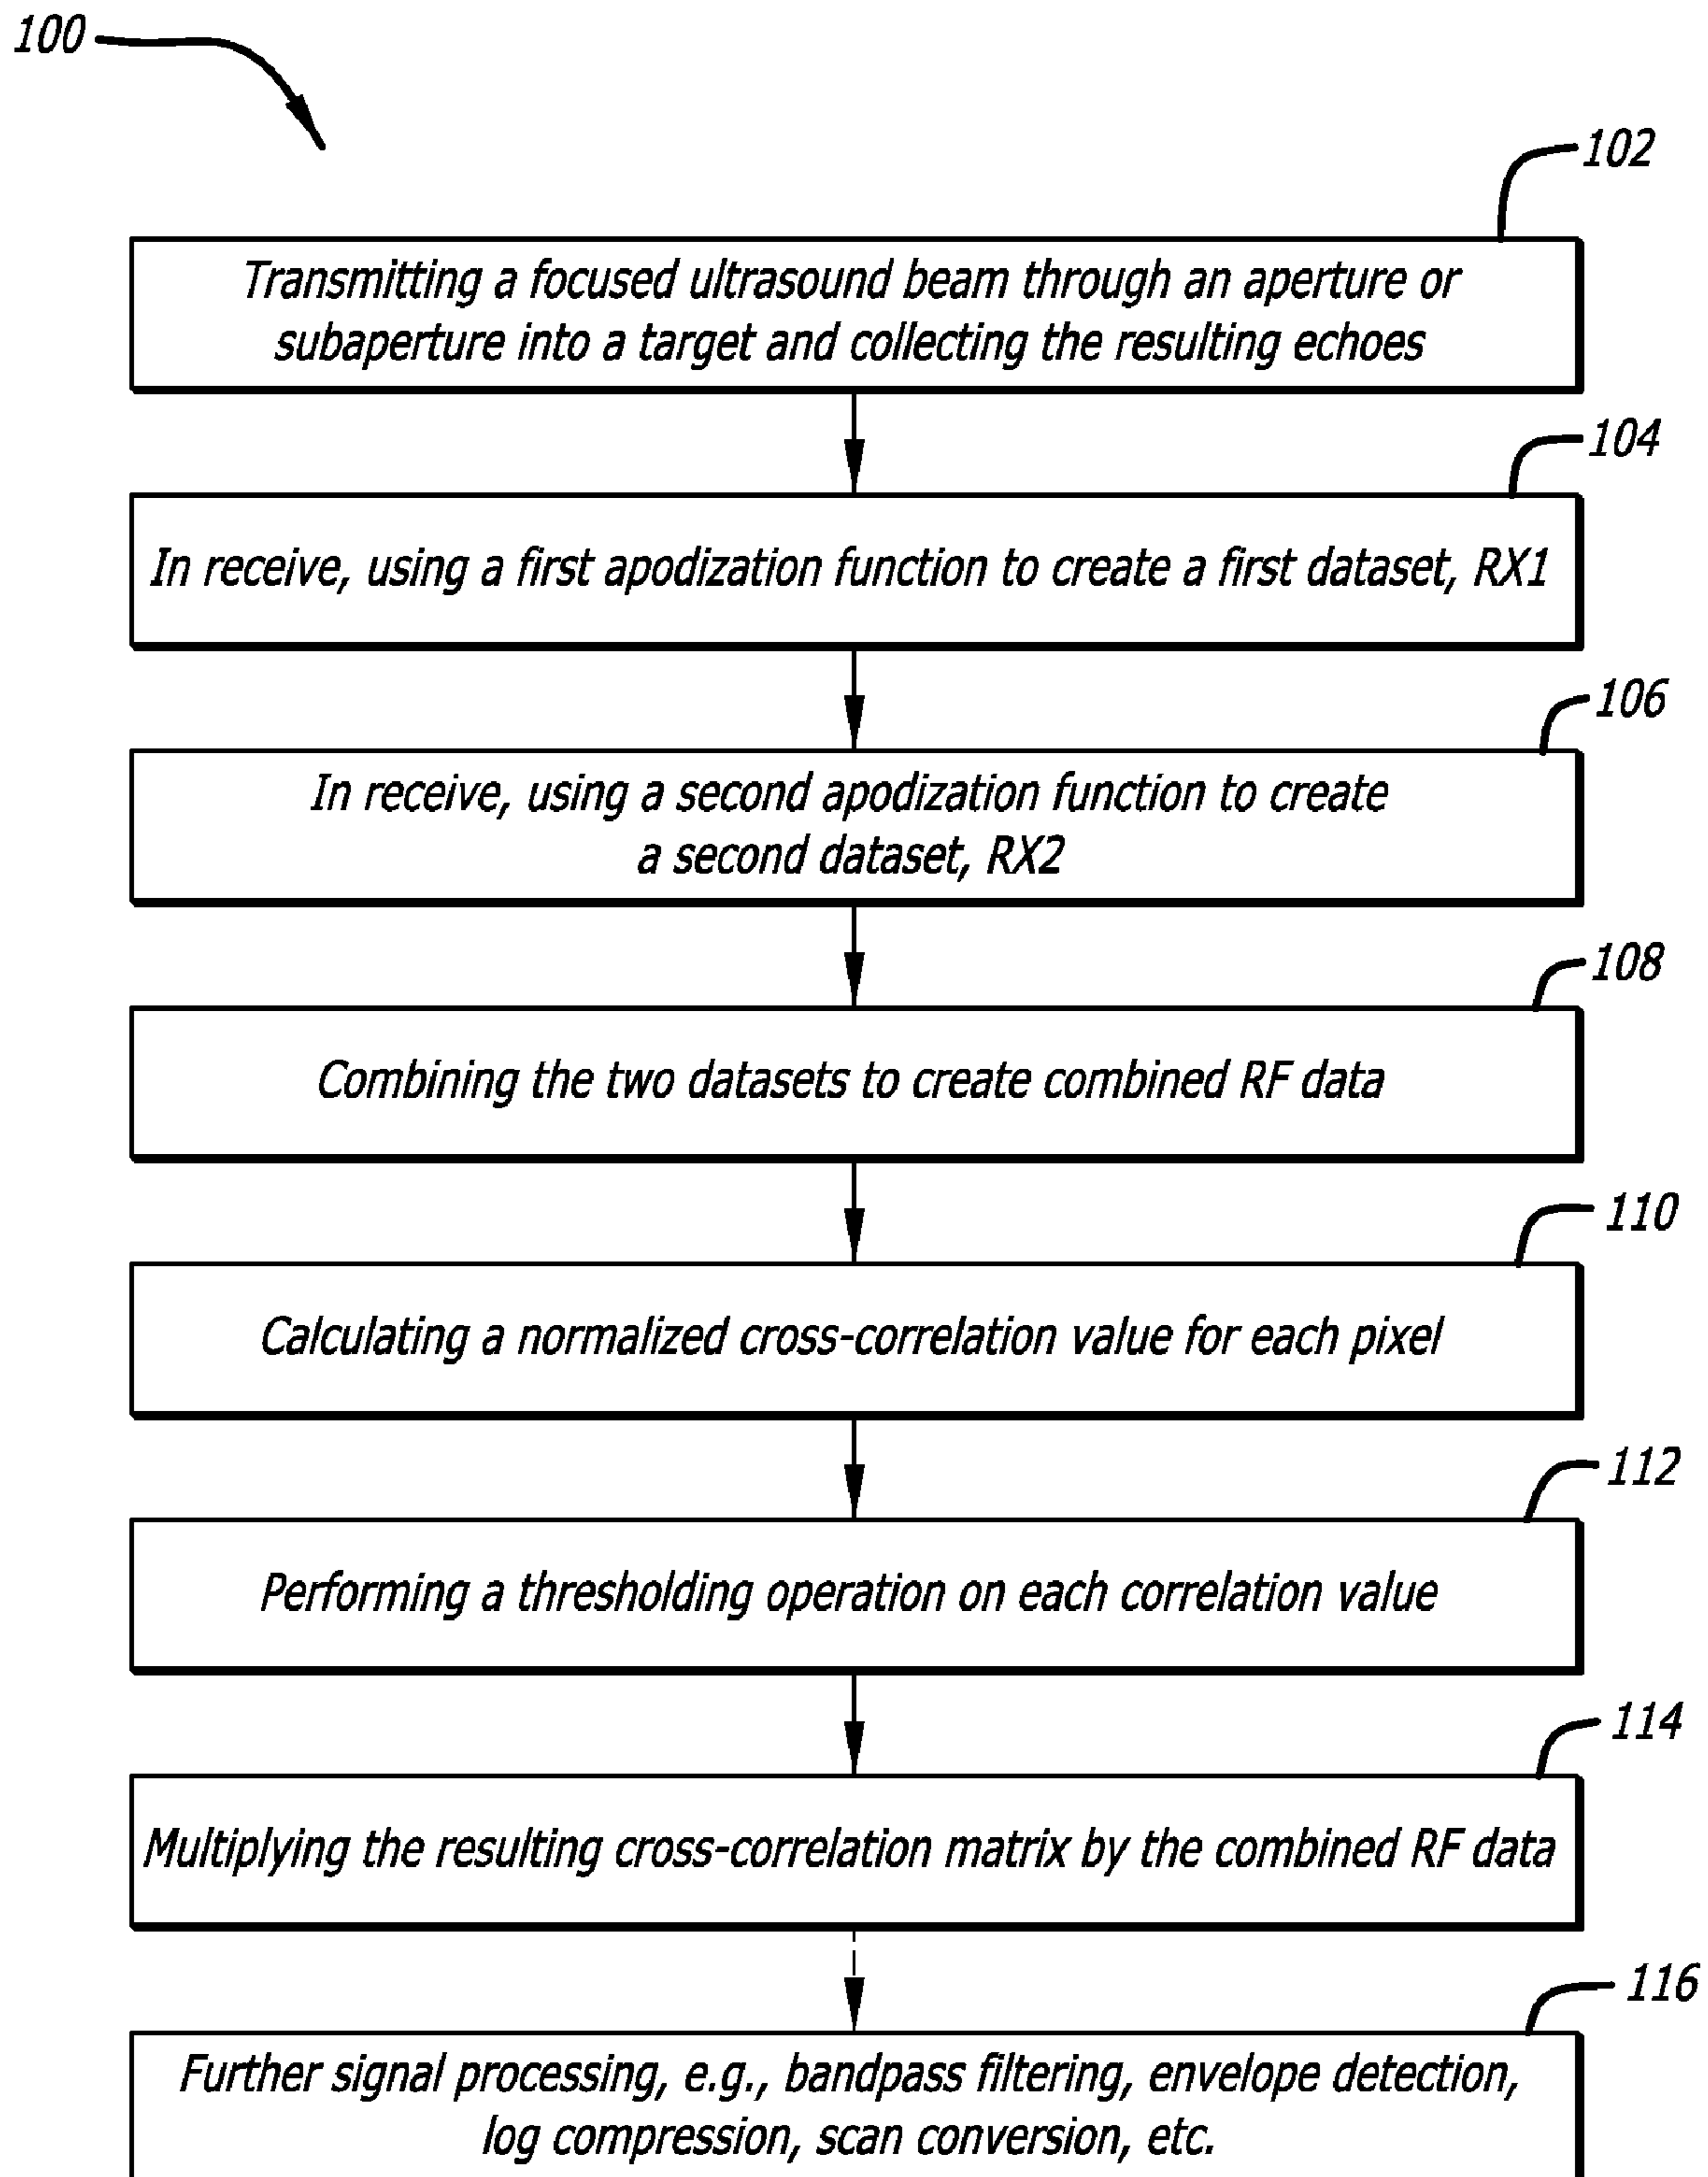 100
102
Transmitting a focused ultrasound beam through an aperture or
subaperture into a target and collecting the resulting echoes
104
In receive, using a first apodization function to create a first dataset, RX1
106
In receive, using a second apodization function to create
a second dataset, RX2
108
Combining the two datasets to create combined RF data
110
Calculating a normalized cross-correlation value for each pixel
112
Performing a thresholding operation on each correlation value
114
Multiplying the resulting cross-correlation matrix by the combined RF data
116
Further signal processing, e.g., bandpass filtering, envelope detection,
log compression, scan conversion, etc.